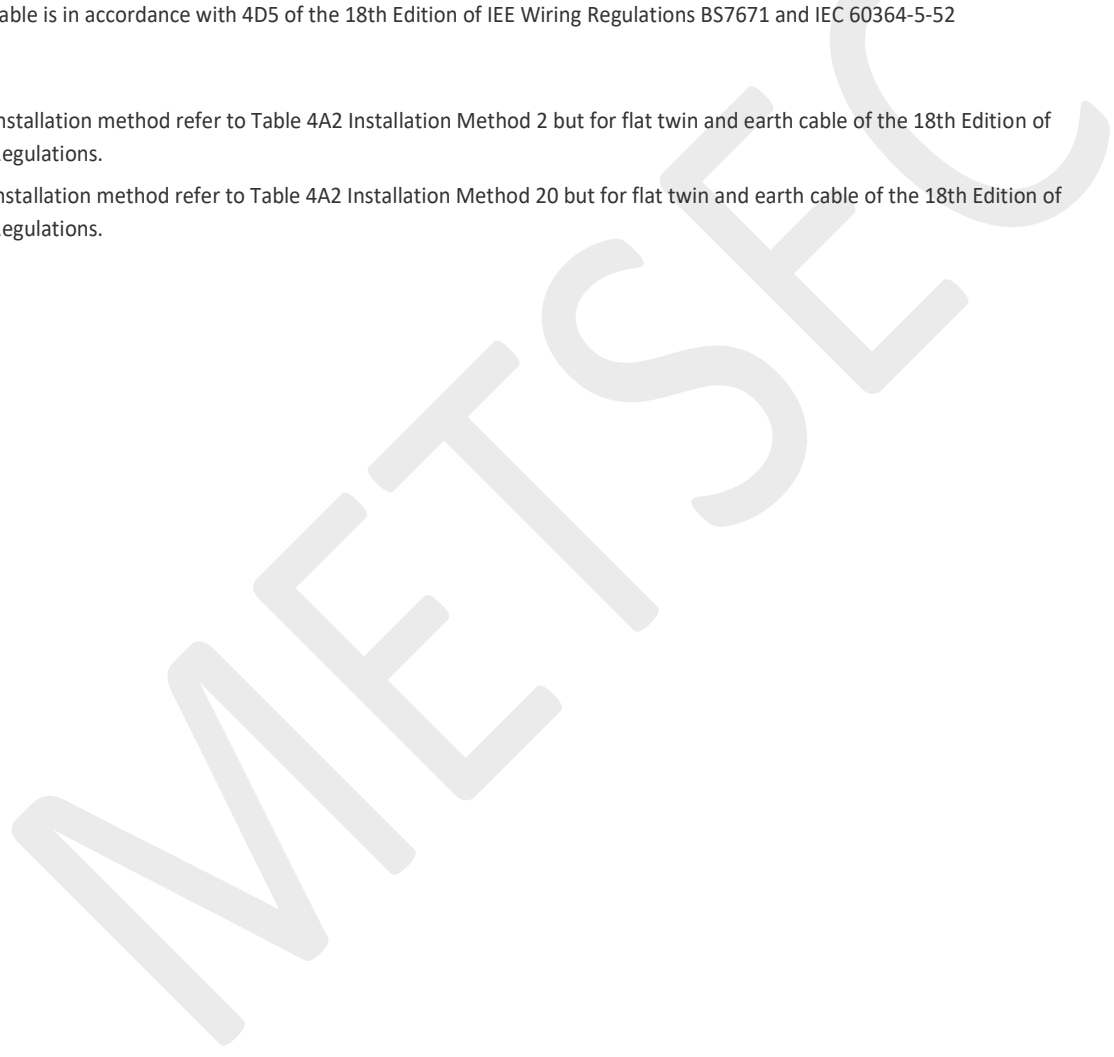 able is in accordance with 4D5 of the 18th Edition of IEE Wiring Regulations BS7671 and IEC 60364-5-52
nstallation method refer to Table 4A2 Installation Method 2 but for flat twin and earth cable of the 18th Edition of
egulations.
nstallation method refer to Table 4A2 Installation Method 20 but for flat twin and earth cable of the 18th Edition of
egulations.
METSEC